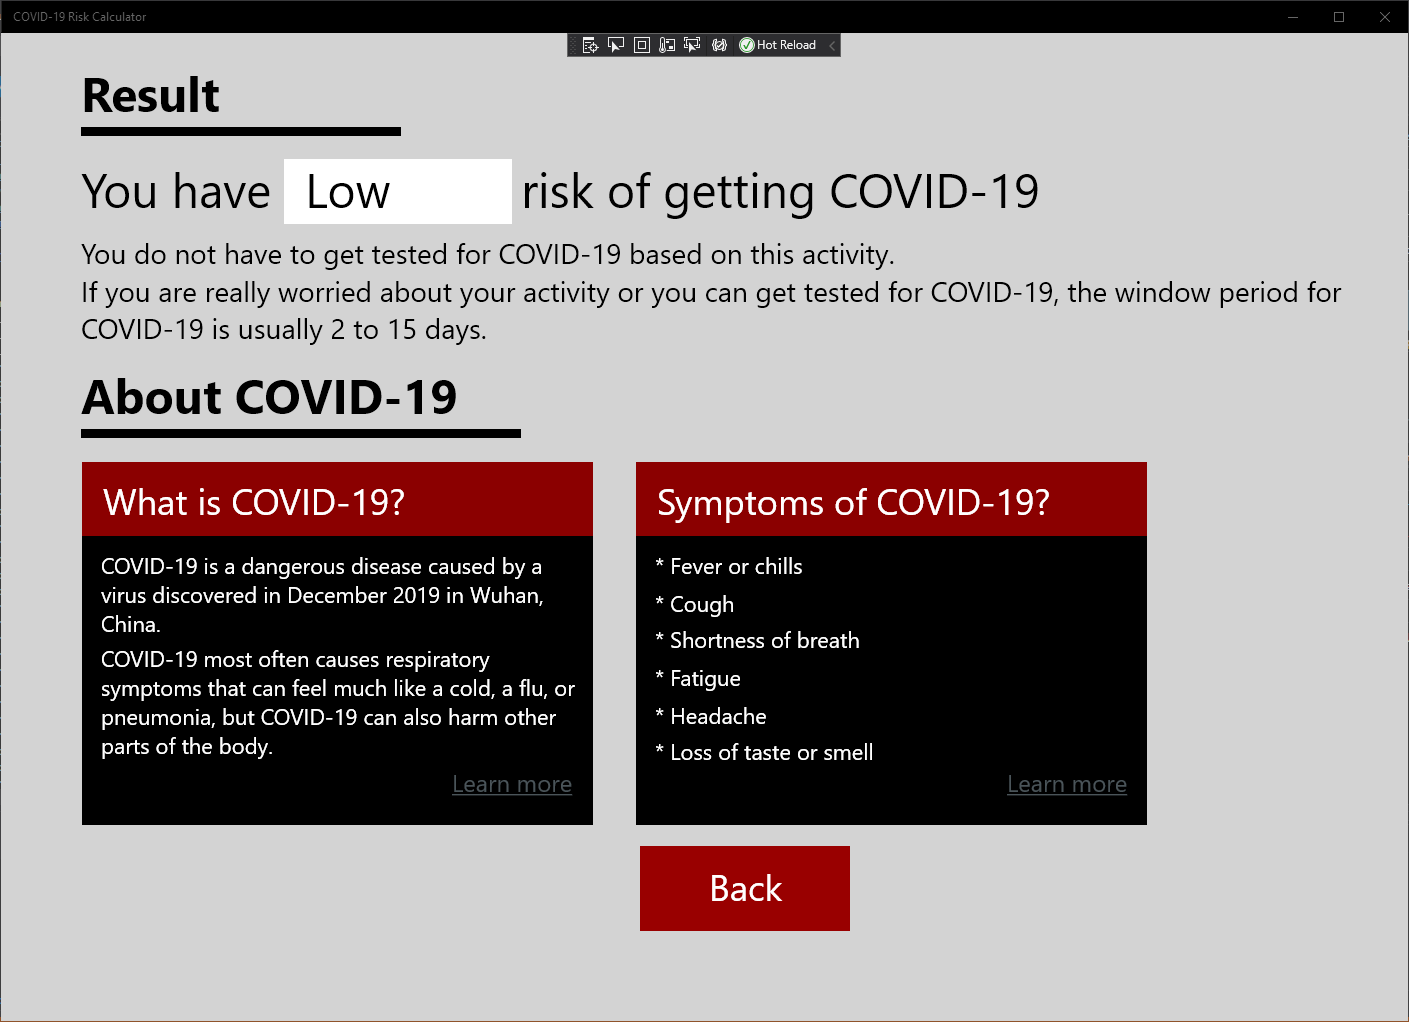 COVID-19 Risk Calculator
Hot Reload
Result
You have Low risk of getting COVID-19
You do not have to get tested for COVID-19 based on this activity.
If you are really worried about your activity or you can get tested for COVID-19, the window period for
COVID-19 is usually 2 to 15 days.
About COVID-19
What is COVID-19?
COVID-19 is a dangerous disease caused by a
virus discovered in December 2019 in Wuhan,
China.
COVID-19 most often causes respiratory
symptoms that can feel much like a cold, a flu, or
pneumonia, but COVID-19 can also harm other
parts of the body.
Learn more
Symptoms of COVID-19?
* Fever or chills
* Cough
* Shortness of breath
* Fatigue
* Headache
* Loss of taste or smell
Learn more
Back